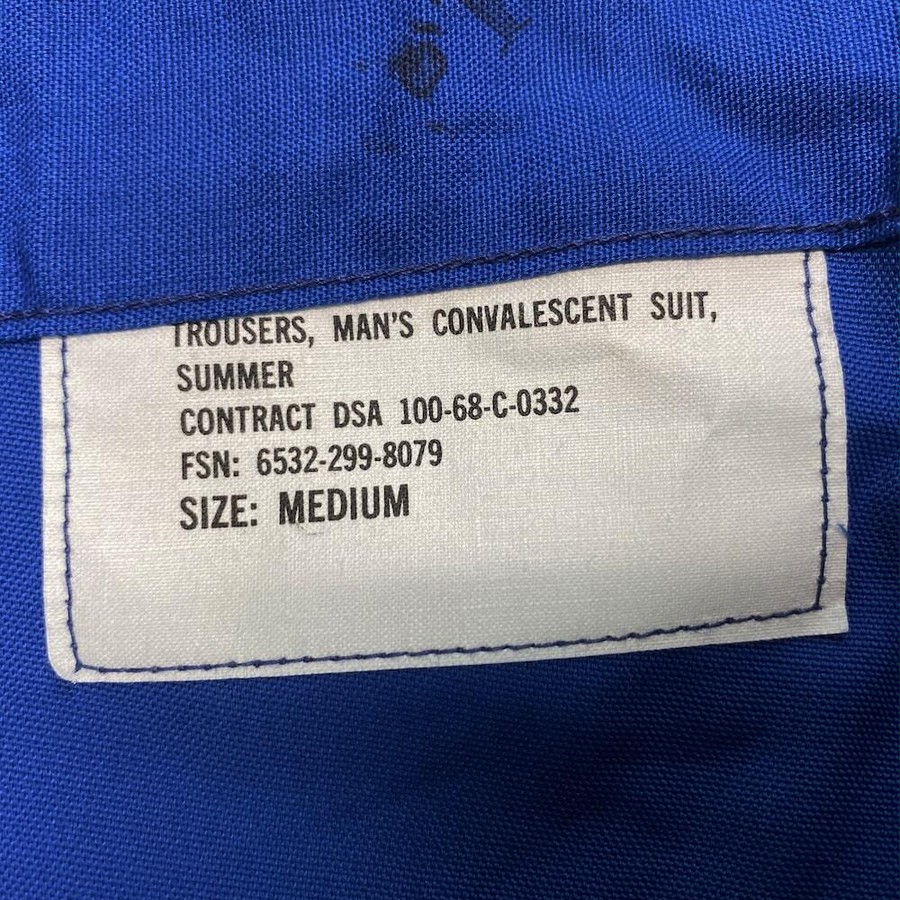 TROUSERS, MAN'S CONVALESCENT SUIT,
SUMMER
CONTRACT DSA 100-68-C-0332
FSN: 6532-299-8079
SIZE: MEDIUM